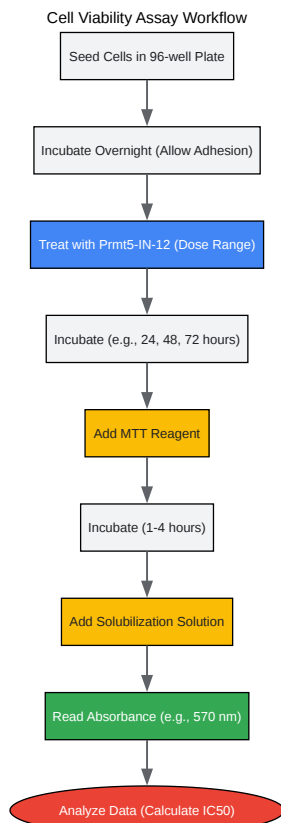 Cell Viability Assay Workflow
Seed Cells in 96-well Plate
Incubate Overnight (Allow Adhesion)
Treat with Prmt5-IN-12 (Dose Range)
Incubate (e.g., 24, 48, 72 hours)
Add MTT Reagent
Incubate (1-4 hours)
Add Solubilization Solution
Read Absorbance (e.g., 570 nm)
Analyze Data (Calculate IC50)